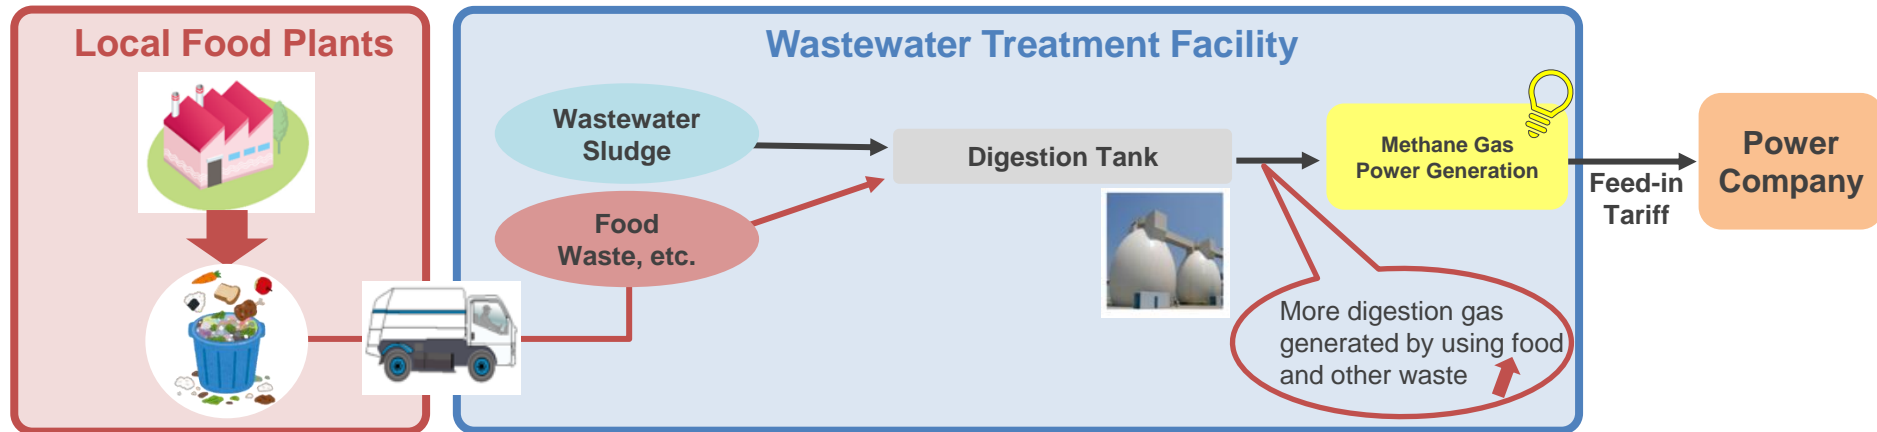 Local Food Plants
Wastewater Treatment Facility
Wastewater
Sludge
Food
Waste, etc.
Digestion Tank
Methane Gas
Power Generation
Feed-in
Tariff
Power
Company
More digestion gas
generated by using food
and other waste